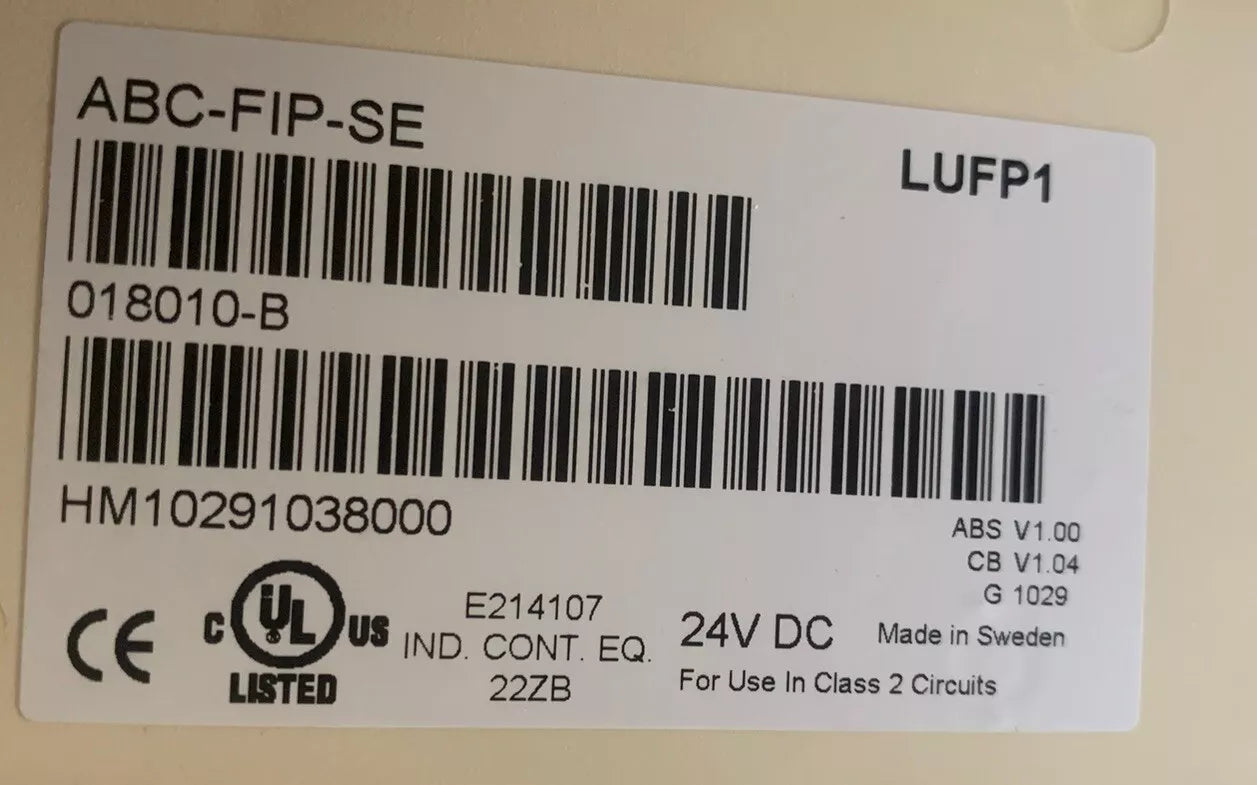 ABC-FIP-SE
LUFP1
018010-B
HM10291038000
ABS V1.00
CB V1.04
G 1029
CE
C UL US
LISTED
E214107
IND. CONT. EQ.
22ZB
24V DC
Made in Sweden
For Use In Class 2 Circuits